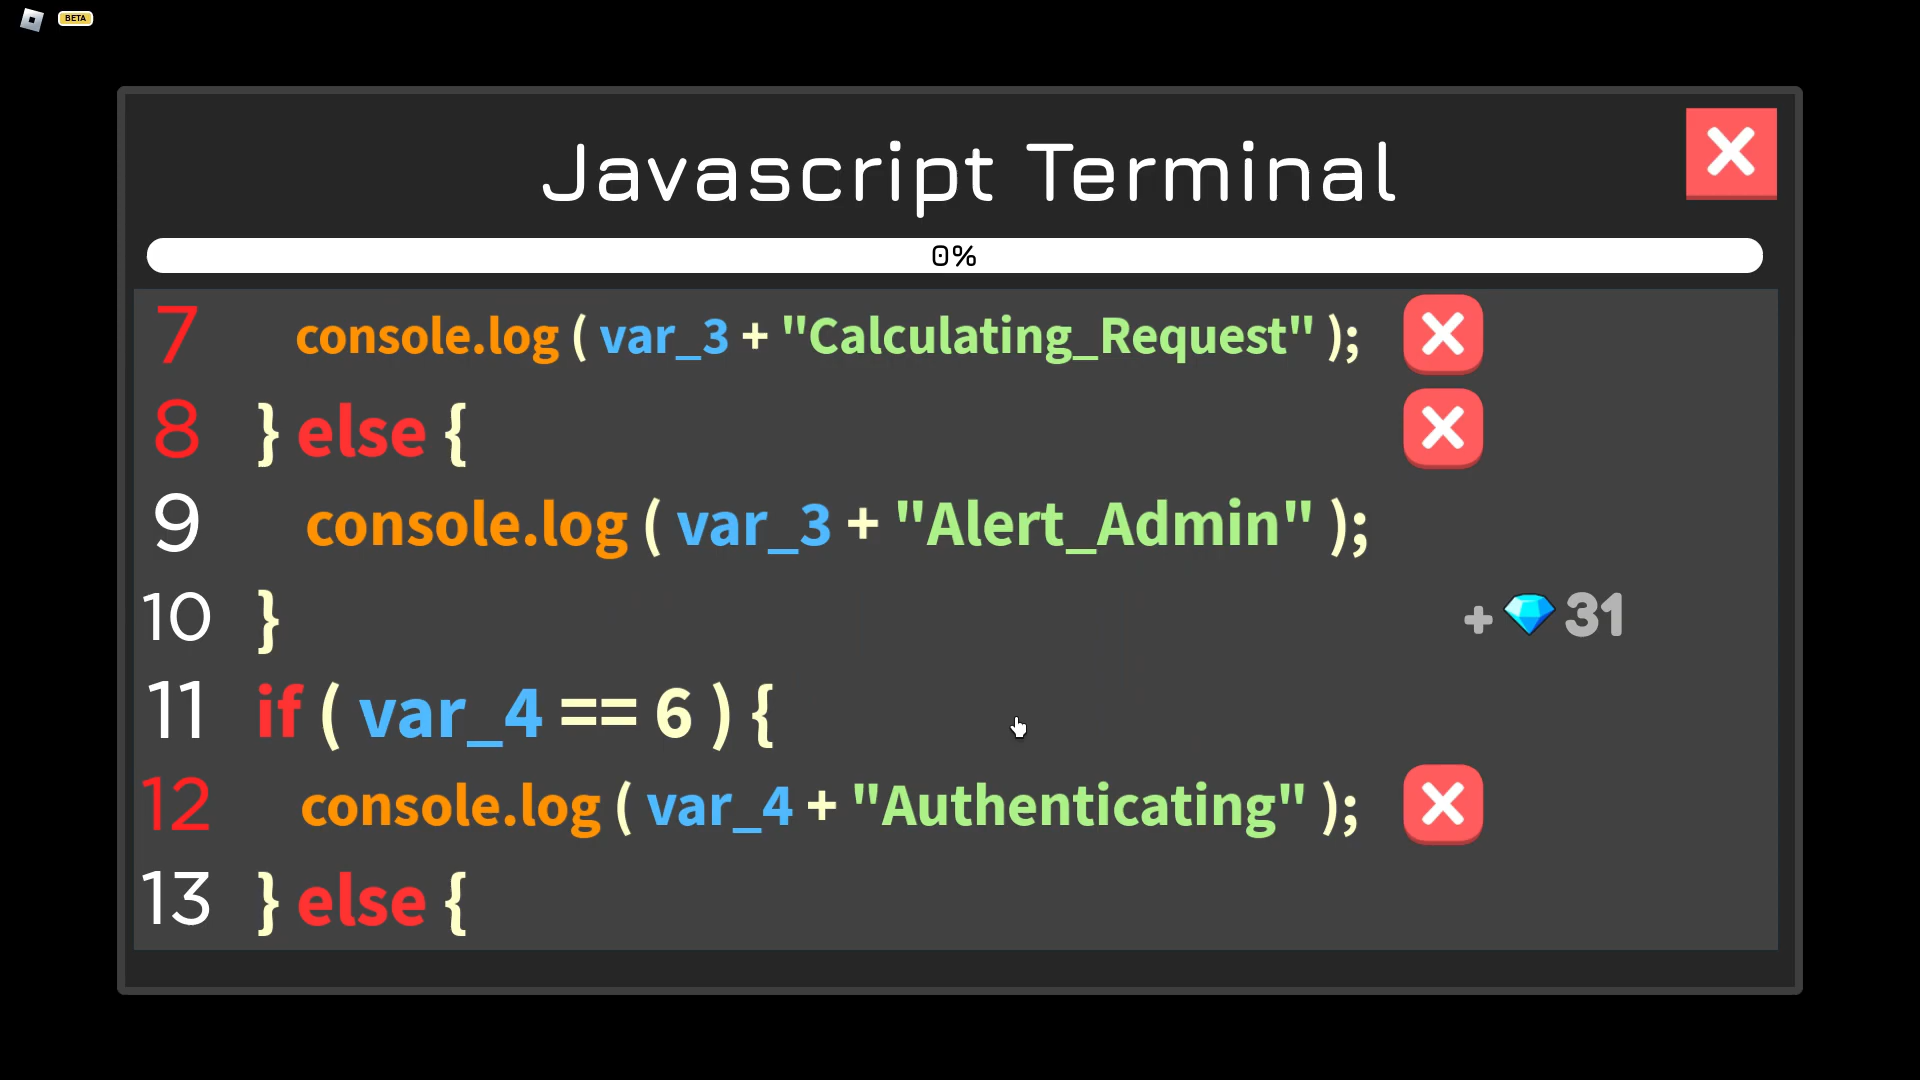 BETA
Javascript Terminal
0%
7 console.log ( var_3 + "Calculating_Request" );
8 } else {
9 console.log ( var_3 + "Alert_Admin" );
10 }
+ 31
11 if ( var_4 == 6 ) {
12 console.log ( var_4 + "Authenticating" );
13 } else {